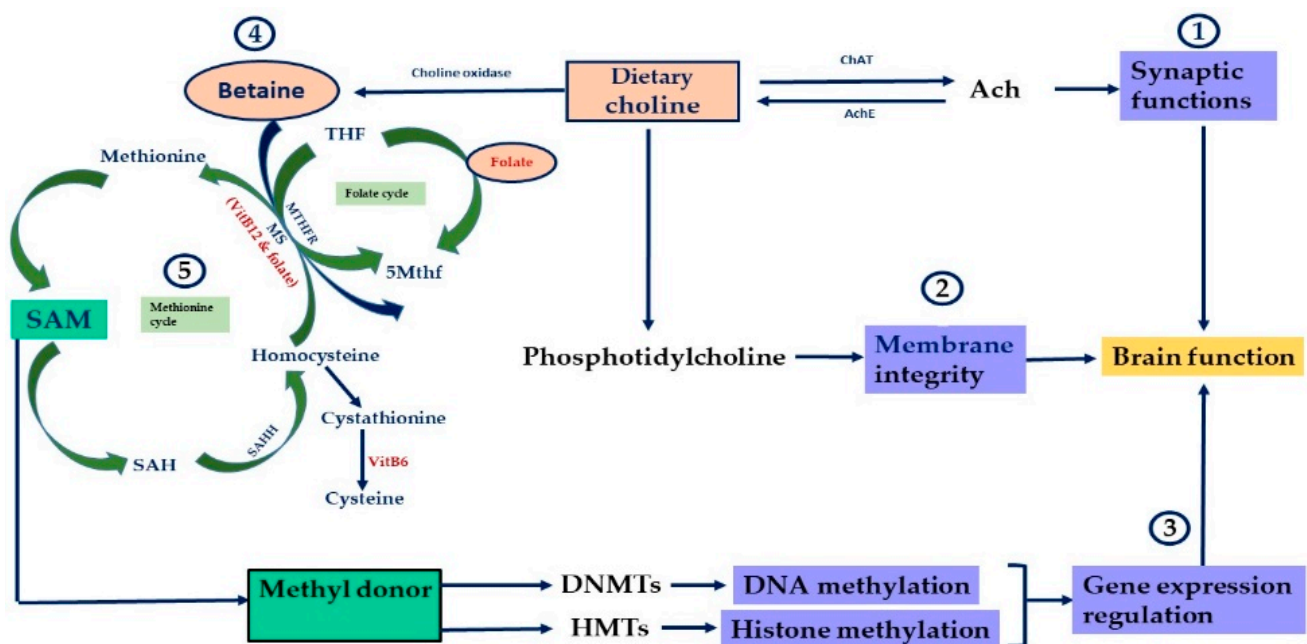 1
4
Choline oxidase
Dietary
choline
ChAT
AchE
Ach
Synaptic
functions
Betaine
THF
Folate
Methionine
Folate cycle
MTHFR
MS
(VitB12 & folate)
5Mthf
5
Methionine
cycle
SAM
2
Homocysteine
Phosphotidylcholine
Membrane
integrity
Brain function
Cystathionine
SAHH
SAH
VitB6
Cysteine
3
Methyl donor
DNMTs
DNA methylation
HMTs
Histone methylation
Gene expression
regulation